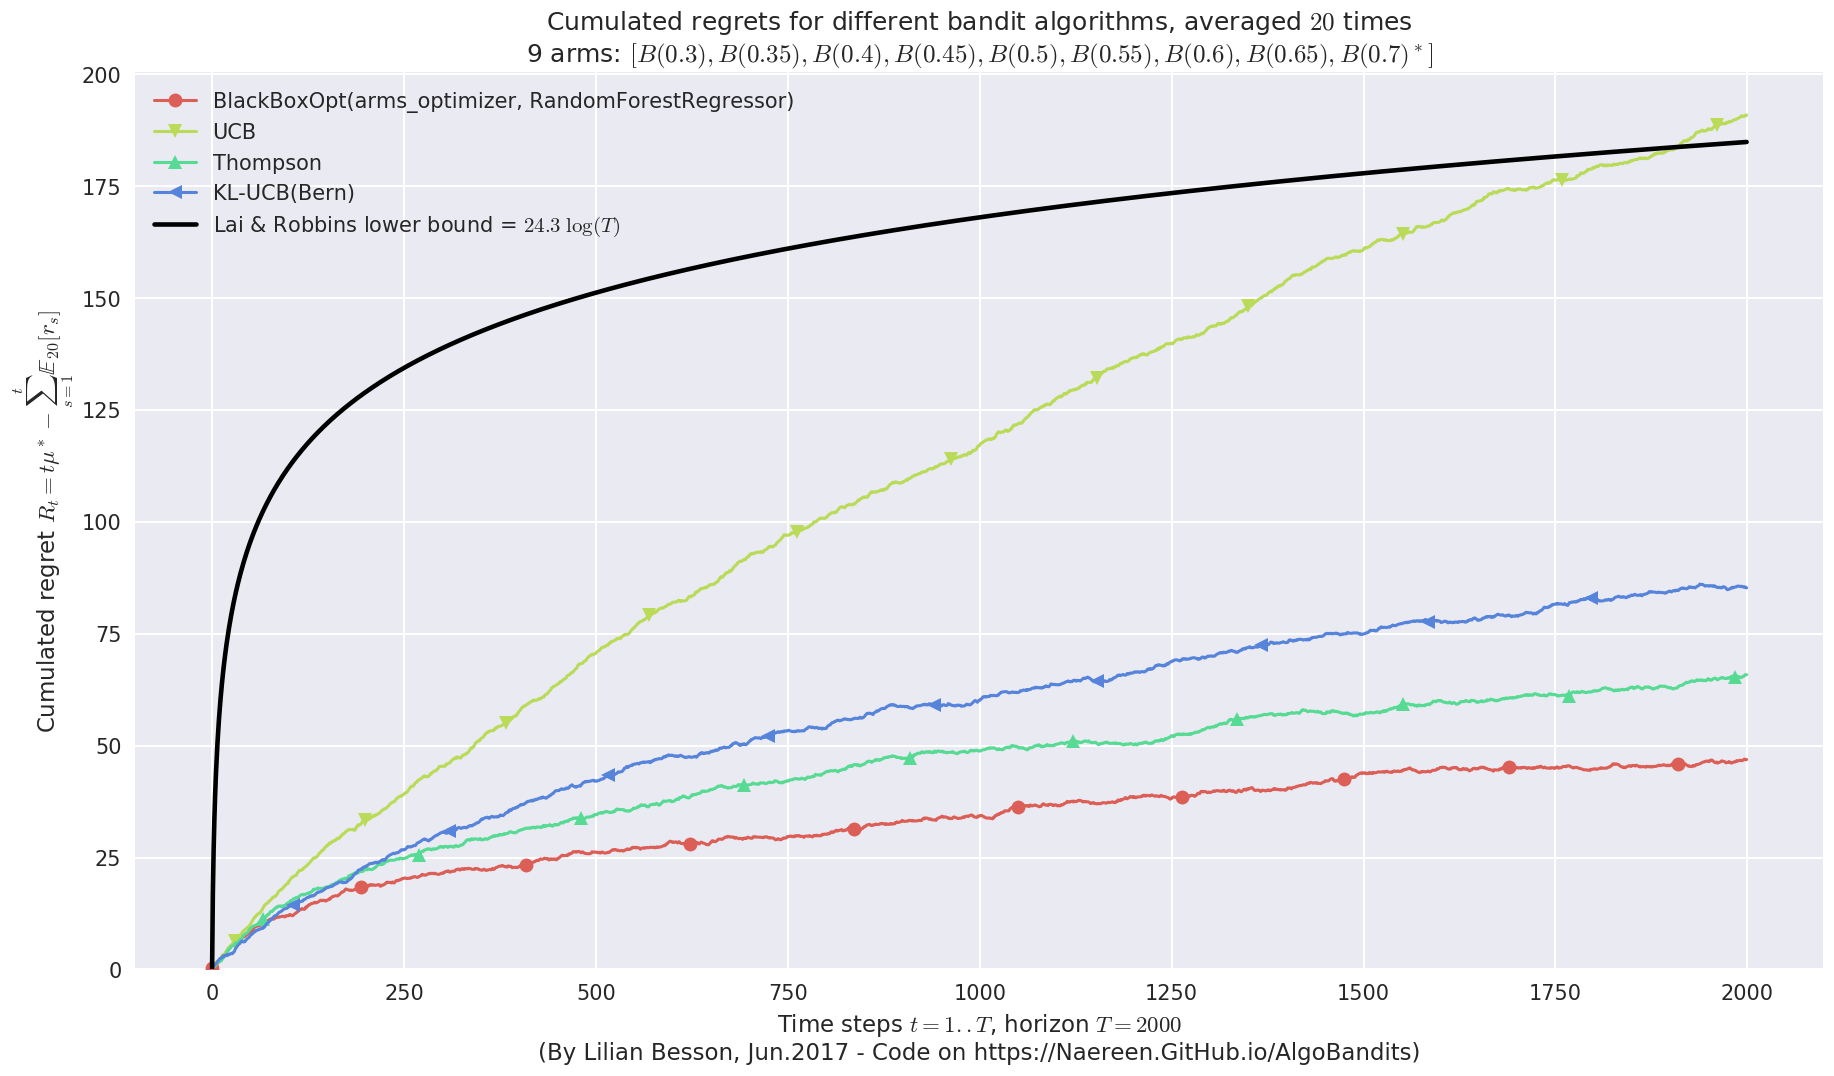 Cumulated regrets for different bandit algorithms, averaged 20 times
9 arms: [B(0.3), B(0.35), B(0.4), B(0.45), B(0.5), B(0.55), B(0.6), B(0.65), B(0.7)*]
BlackBoxOpt(arms_optimizer, RandomForestRegressor)
UCB
Thompson
KL-UCB(Bern)
Lai & Robbins lower bound = 24.3 log(T)
Cumulated regret R_t = tμ* − ∑_{s=1}^{t} 𝔼_{20}[r_s]
200
175
150
125
100
75
50
25
0
0 250 500 750 1000 1250 1500 1750 2000
Time steps t = 1..T, horizon T = 2000
(By Lilian Besson, Jun.2017 - Code on https://Naereen.GitHub.io/AlgoBandits)